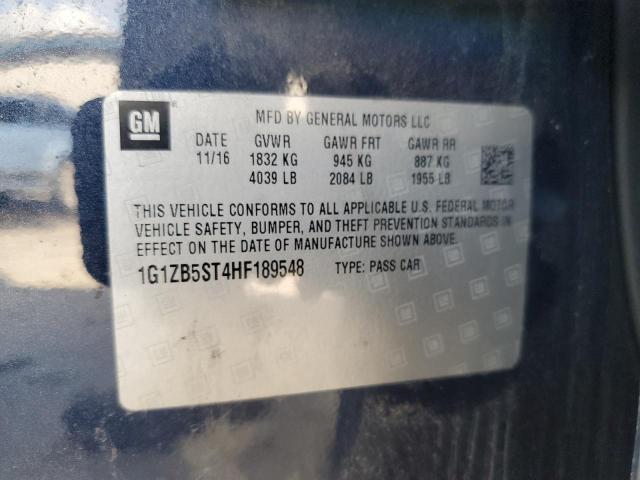 GM
MFD BY GENERAL MOTORS LLC
DATE GVWR GAWR FRT GAWR RR
11/16 1832 KG 945 KG 887 KG
4039 LB 2084 LB 1955 LB
THIS VEHICLE CONFORMS TO ALL APPLICABLE U.S. FEDERAL MOTOR
VEHICLE SAFETY, BUMPER, AND THEFT PREVENTION STANDARDS IN
EFFECT ON THE DATE OF MANUFACTURE SHOWN ABOVE.
1G1ZB5ST4HF189548 TYPE: PASS CAR